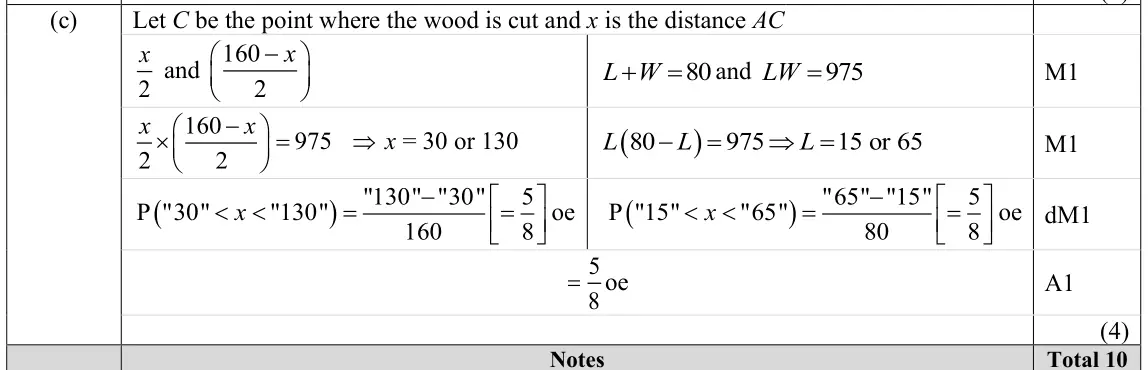 (c) Let C be the point where the wood is cut and x is the distance AC
x/2 and ((160 − x)/2) L + W = 80 and LW = 975 M1
x/2 × ((160 − x)/2) = 975 ⇒ x = 30 or 130 L(80 − L) = 975 ⇒ L = 15 or 65 M1
P("30" < x < "130") = ("130" − "30")/160 [= 5/8] oe P("15" < x < "65") = ("65" − "15")/80 [= 5/8] oe dM1
= 5/8 oe A1
(4)
Notes Total 10